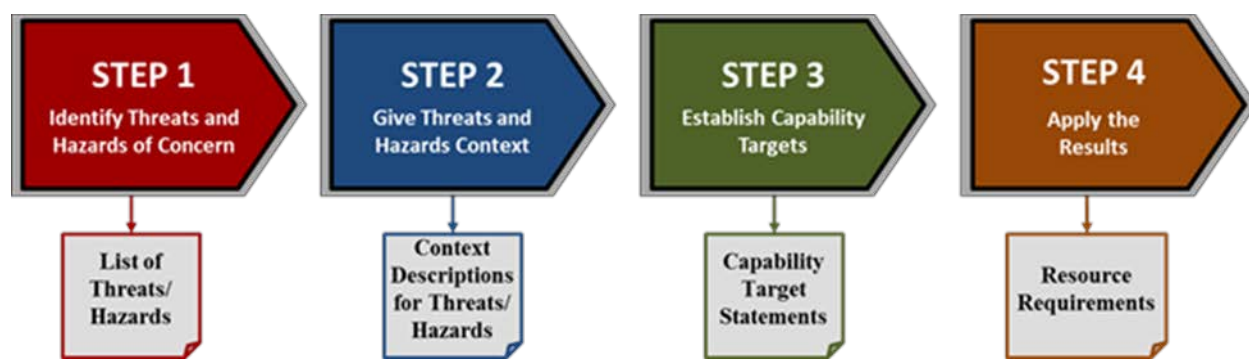 STEP 1
Identify Threats and
Hazards of Concern
List of
Threats/
Hazards
STEP 2
Give Threats and
Hazards Context
Context
Descriptions
for Threats/
Hazards
STEP 3
Establish Capability
Targets
Capability
Target
Statements
STEP 4
Apply the
Results
Resource
Requirements